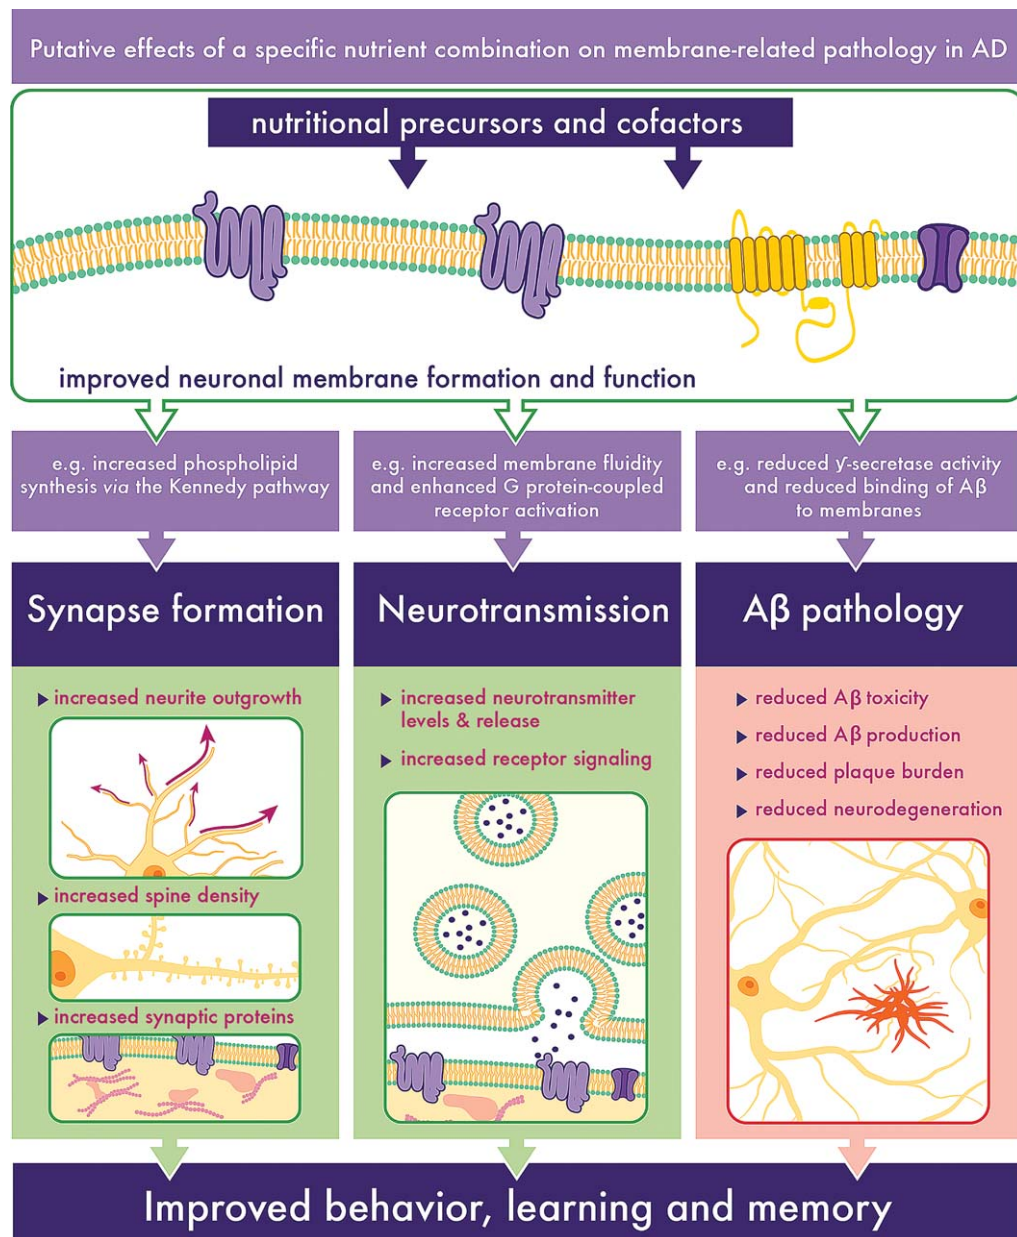 Putative effects of a specific nutrient combination on membrane-related pathology in AD
nutritional precursors and cofactors
improved neuronal membrane formation and function
e.g. increased phospholipid
synthesis via the Kennedy pathway
Synapse formation
▶ increased neurite outgrowth
▶ increased spine density
▶ increased synaptic proteins
e.g. increased membrane fluidity
and enhanced G protein-coupled
receptor activation
Neurotransmission
▶ increased neurotransmitter
levels & release
▶ increased receptor signaling
e.g. reduced γ-secretase activity
and reduced binding of Aβ
to membranes
Aβ pathology
▶ reduced Aβ toxicity
▶ reduced Aβ production
▶ reduced plaque burden
▶ reduced neurodegeneration
Improved behavior, learning and memory